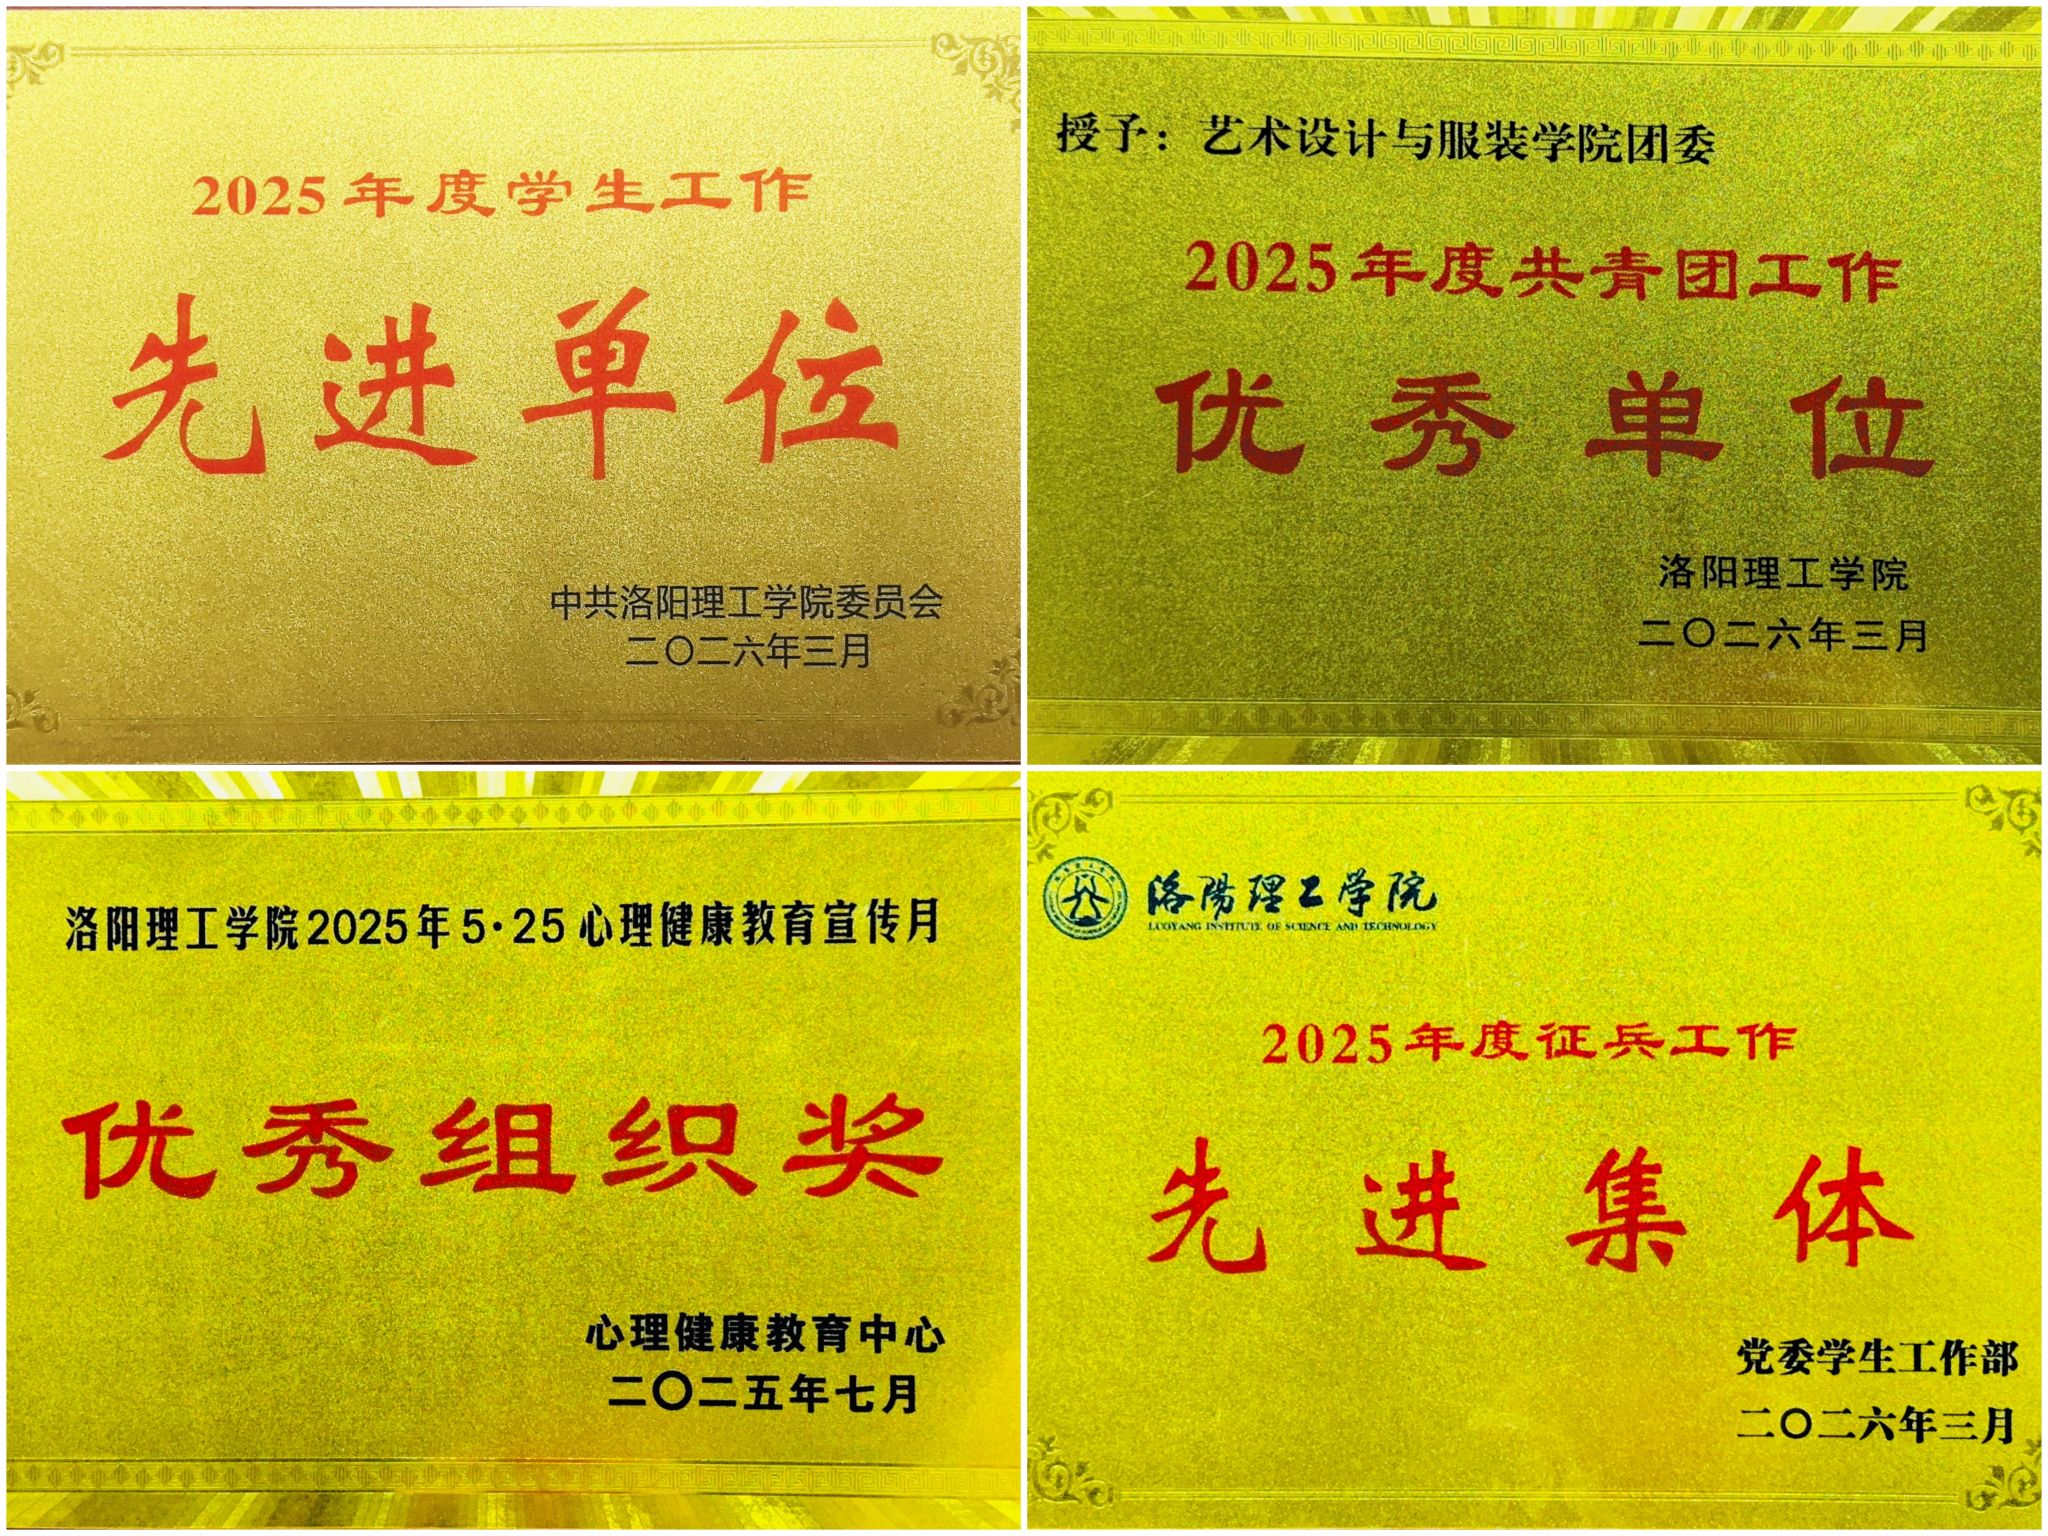 2025年度学生工作
先进单位
中共洛阳理工学院委员会
二〇二六年三月
授予：艺术设计与服装学院团委
2025年度共青团工作
优秀单位
洛阳理工学院
二〇二六年三月
洛阳理工学院2025年5·25心理健康教育宣传月
优秀组织奖
心理健康教育中心
二〇二五年七月
洛陽理工学院
LUOYANG INSTITUTE OF SCIENCE AND TECHNOLOGY
2025年度征兵工作
先进集体
党委学生工作部
二〇二六年三月